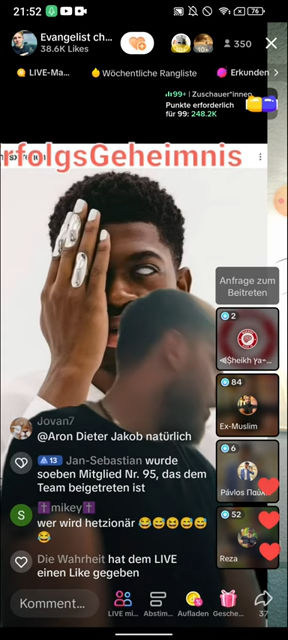 21:52
76
Evangelist ch...
38.6K Likes
10+
350
LIVE-Ma...
Wöchentliche Rangliste
Erkunden
99+ | Zuschauer*innen
Punkte erforderlich
für 99: 248.2K
rfolgsGeheimnis
Anfrage zum
Beitreten
2
84
Ex-Muslim
6
52
Reza
Jovan7
@Aron Dieter Jakob natürlich
13 Jan-Sebastian wurde
soeben Mitglied Nr. 95, das dem
Team beigetreten ist
S
✝️mikey✝️
wer wird hetzionär 😂😅😅😅😅
😂
Die Wahrheit hat dem LIVE
einen Like gegeben
Kommentar...
LIVE mi...
Abstim...
Aufladen
Gesche...
37